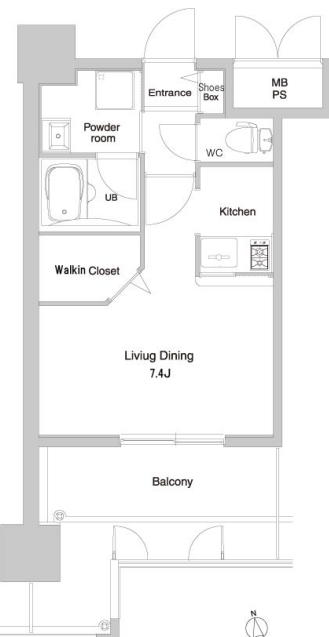 MB
PS
Entrance
Shoes
Box
Powder
room
WC
UB
Kitchen
Walkin Closet
Liviug Dining
7.4J
Balcony
N